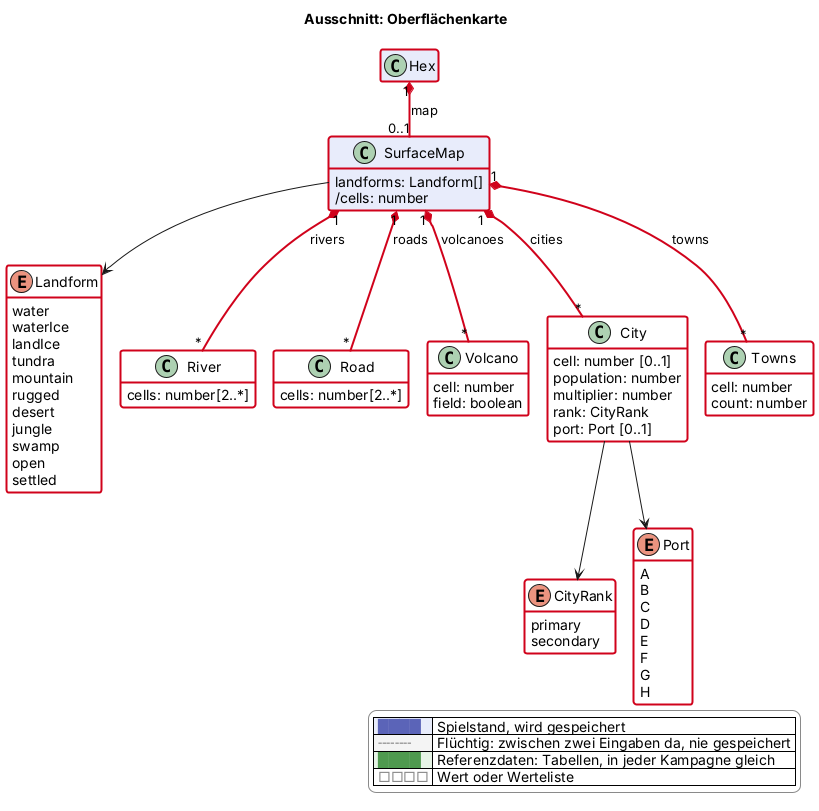 Ausschnitt: Oberflächenkarte
C Hex
1
map
0..1
C SurfaceMap
landforms: Landform[]
/cells: number
1
1
1
1
1
rivers
roads
volcanoes
cities
towns
*
*
*
*
*
E Landform
water
waterIce
landIce
tundra
mountain
rugged
desert
jungle
swamp
open
settled
C River
cells: number[2..*]
C Road
cells: number[2..*]
C Volcano
cell: number
field: boolean
C City
cell: number [0..1]
population: number
multiplier: number
rank: CityRank
port: Port [0..1]
C Towns
cell: number
count: number
E CityRank
primary
secondary
E Port
A
B
C
D
E
F
G
H
Spielstand, wird gespeichert
Flüchtig: zwischen zwei Eingaben da, nie gespeichert
Referenzdaten: Tabellen, in jeder Kampagne gleich
Wert oder Werteliste